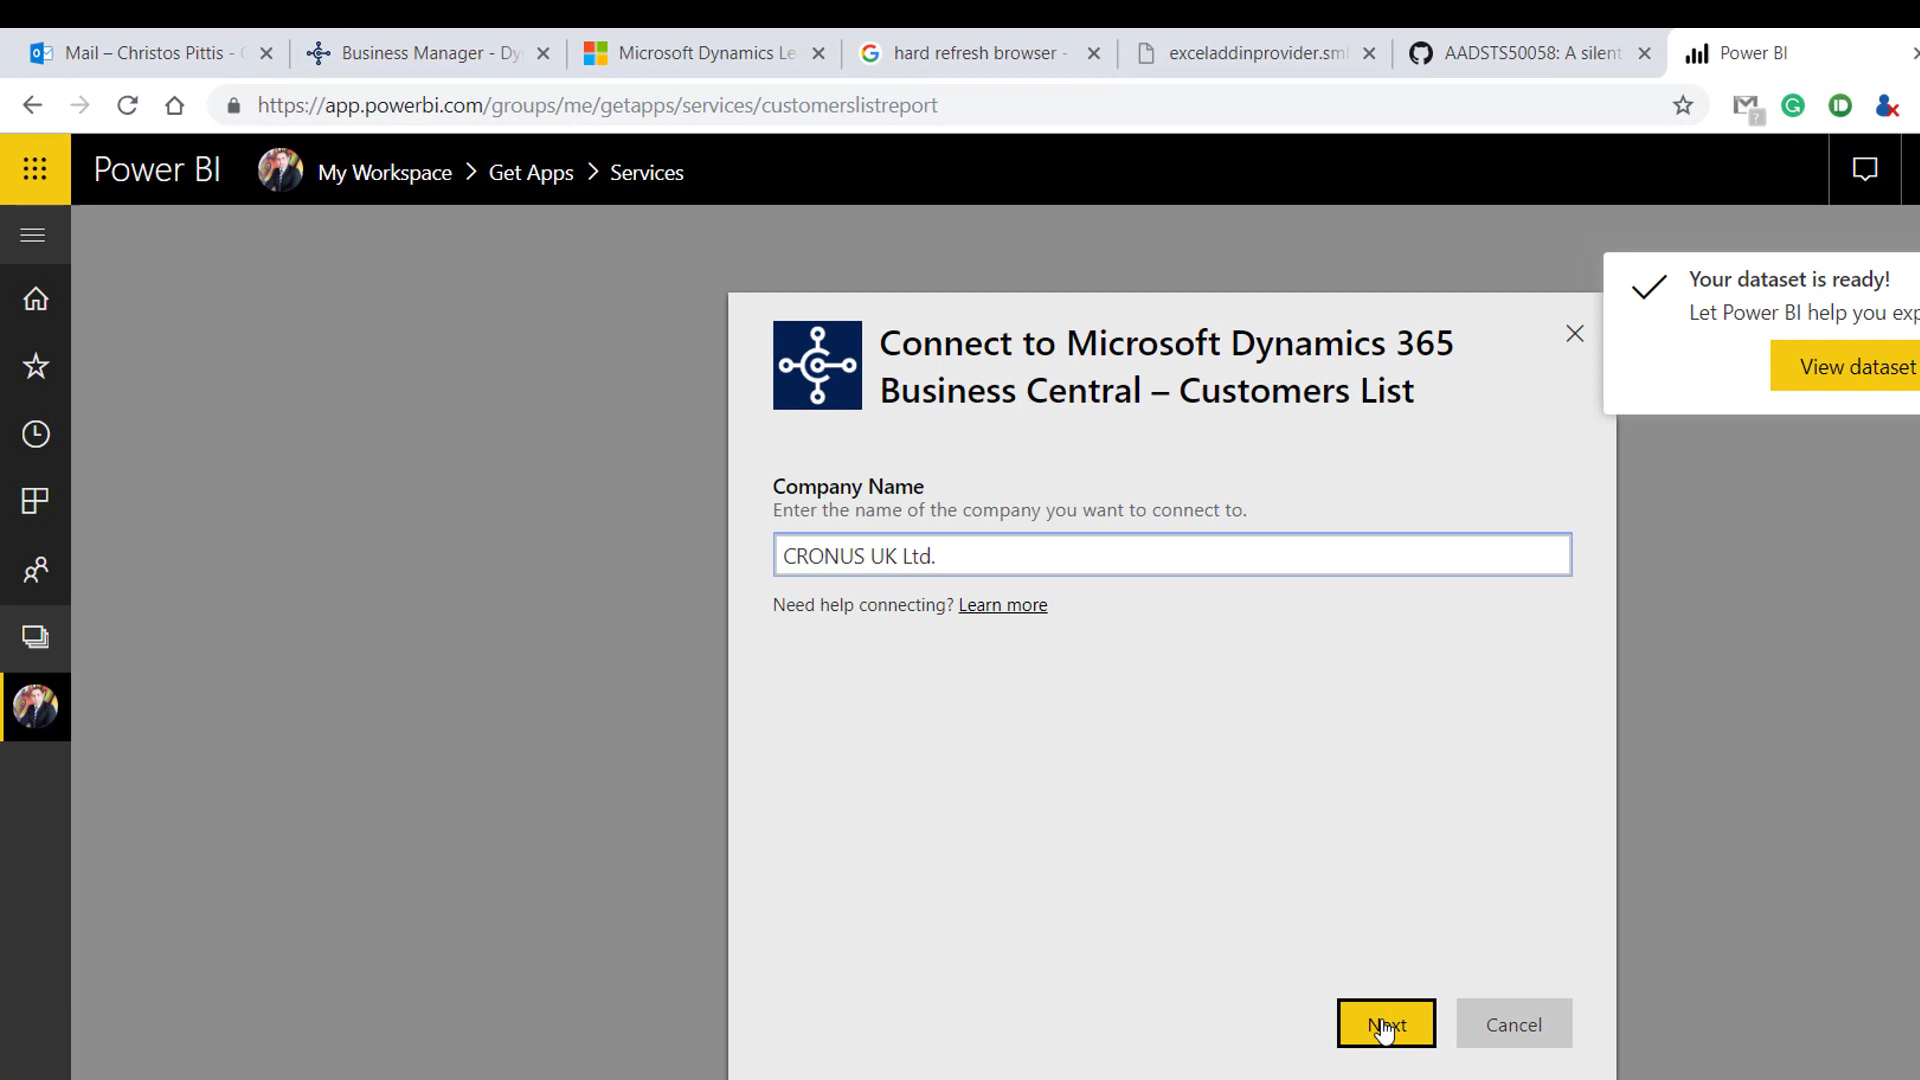 Mail – Christos Pittis -
Business Manager - Dy
Microsoft Dynamics Le
hard refresh browser -
exceladdinprovider.sml
AADSTS50058: A silent
Power BI
https://app.powerbi.com/groups/me/getapps/services/customerslistreport
Power BI
My Workspace > Get Apps > Services
Your dataset is ready!
Let Power BI help you exp
View dataset
Connect to Microsoft Dynamics 365
Business Central – Customers List
Company Name
Enter the name of the company you want to connect to.
CRONUS UK Ltd.
Need help connecting? Learn more
Next
Cancel